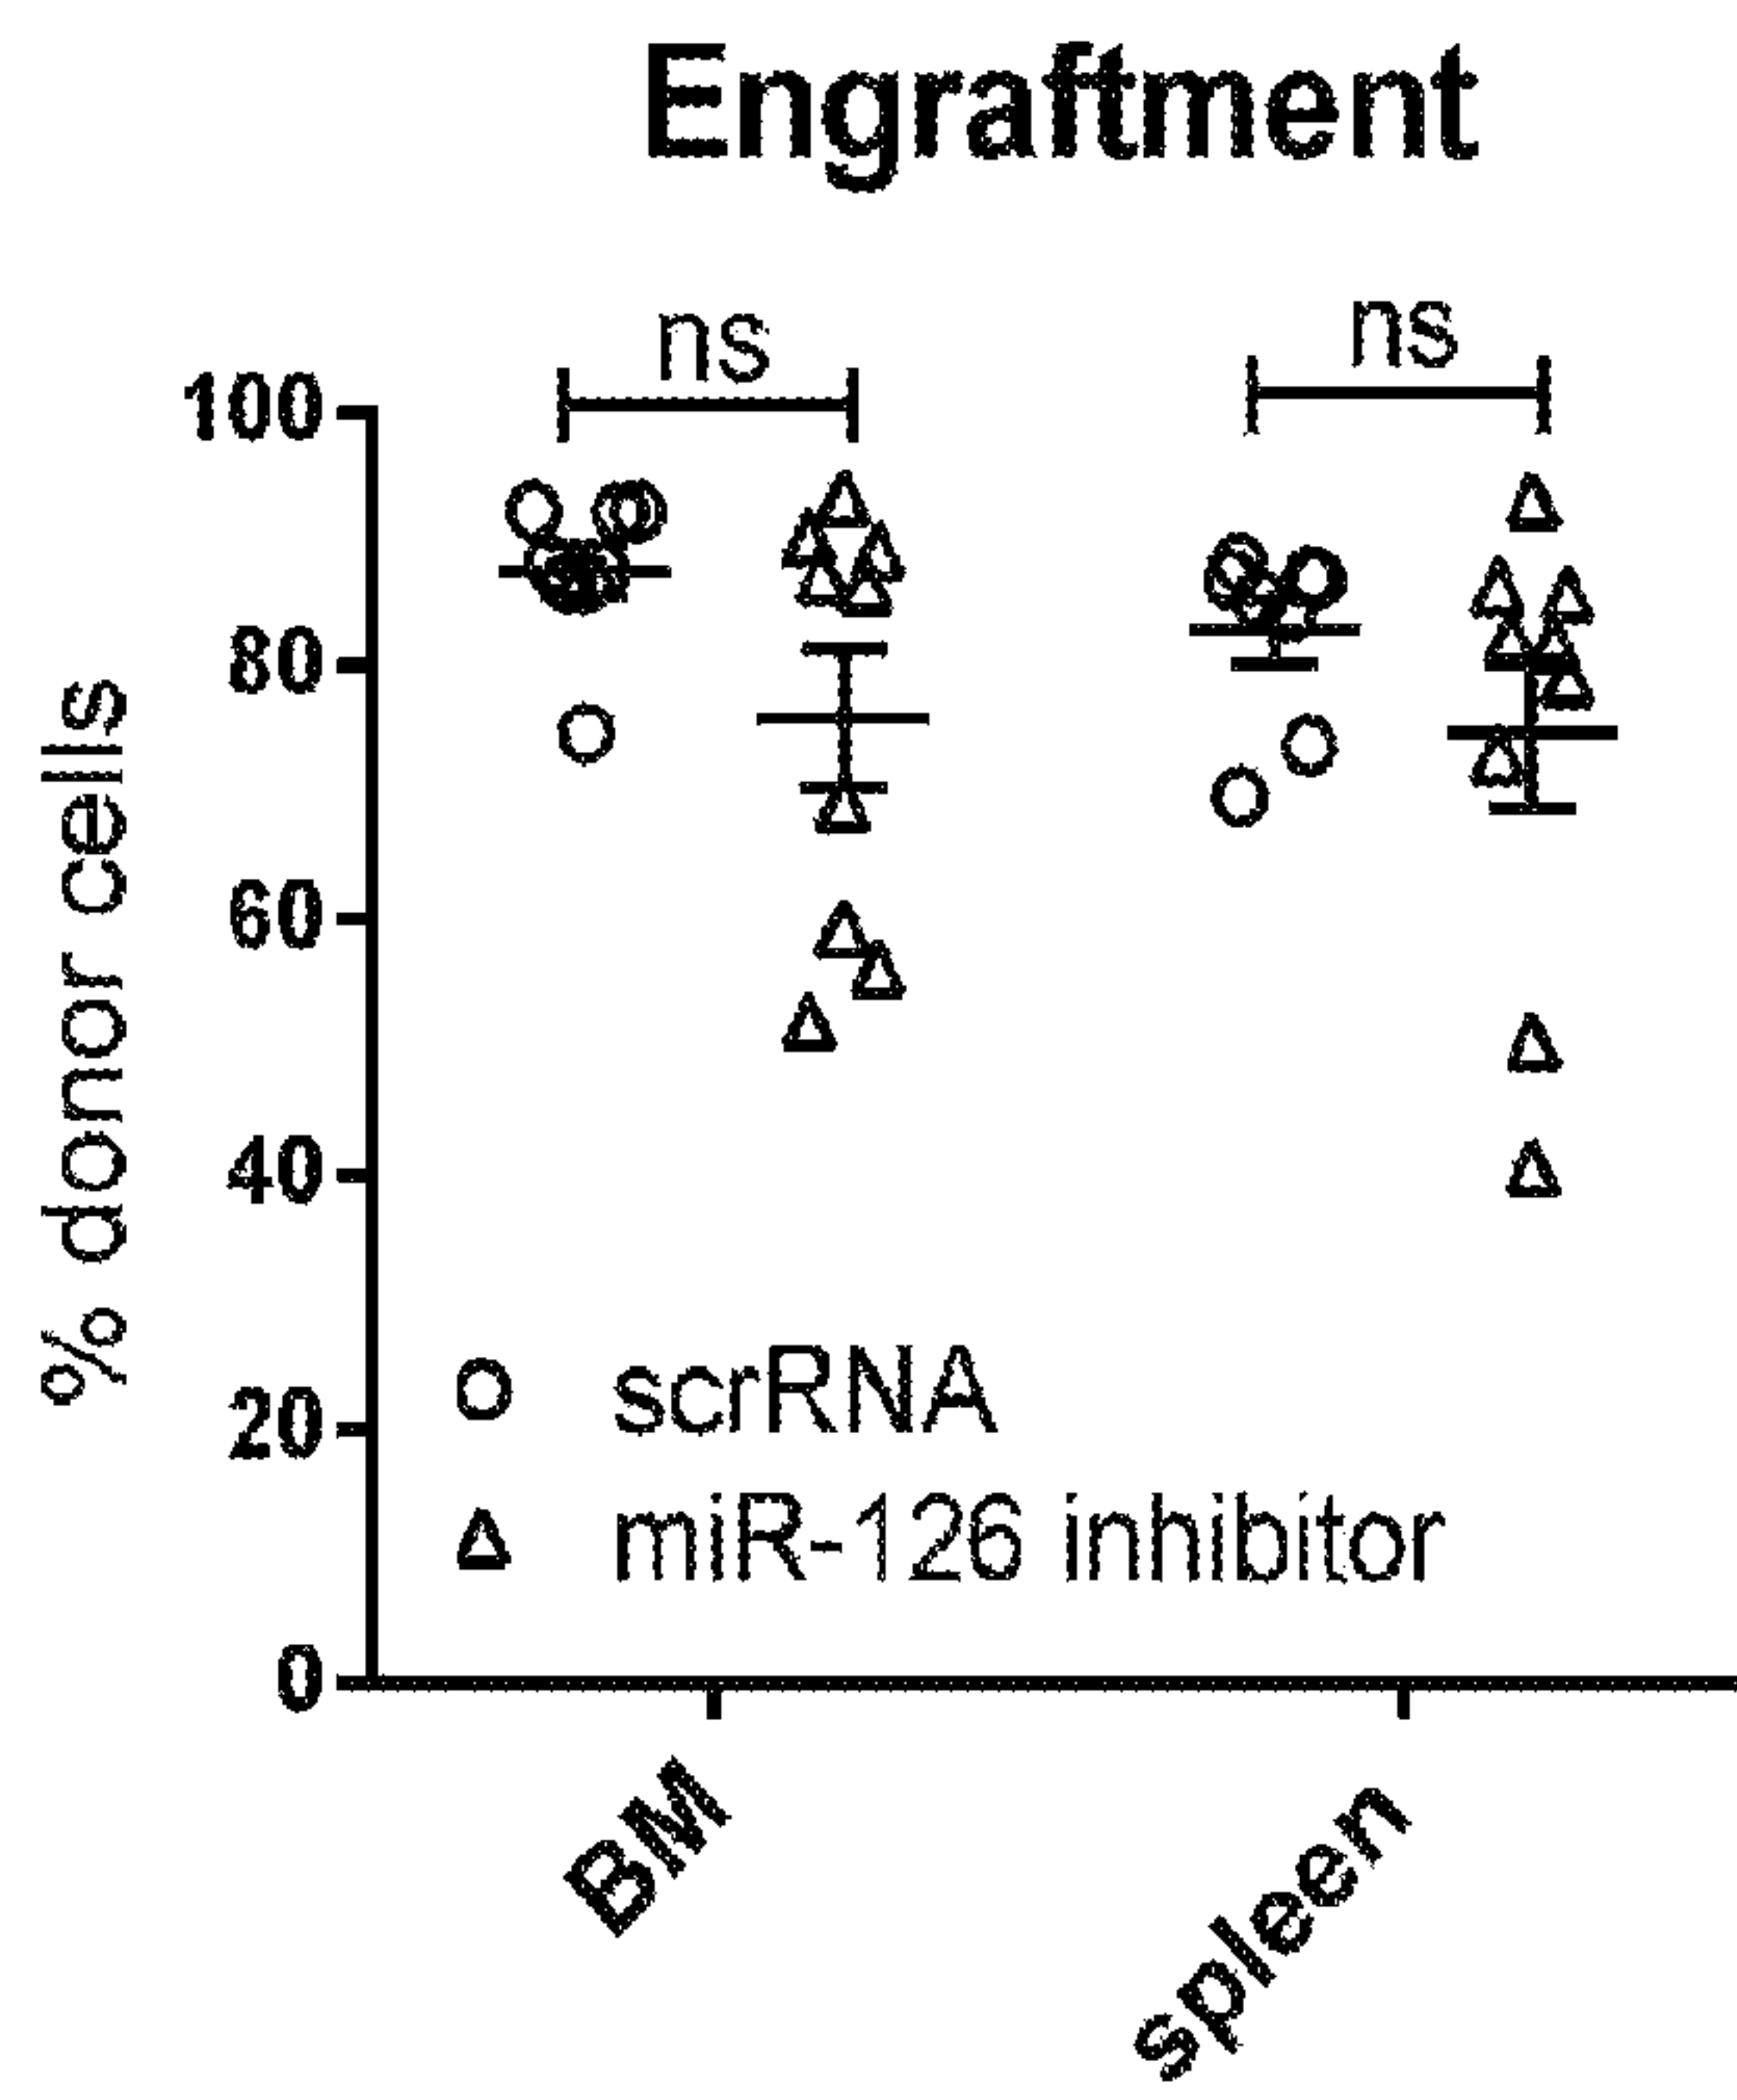 Engraftment
ns
ns
% donor cells
100
80
60
40
20
0
scrRNA
miR-126 inhibitor
BM
spleen